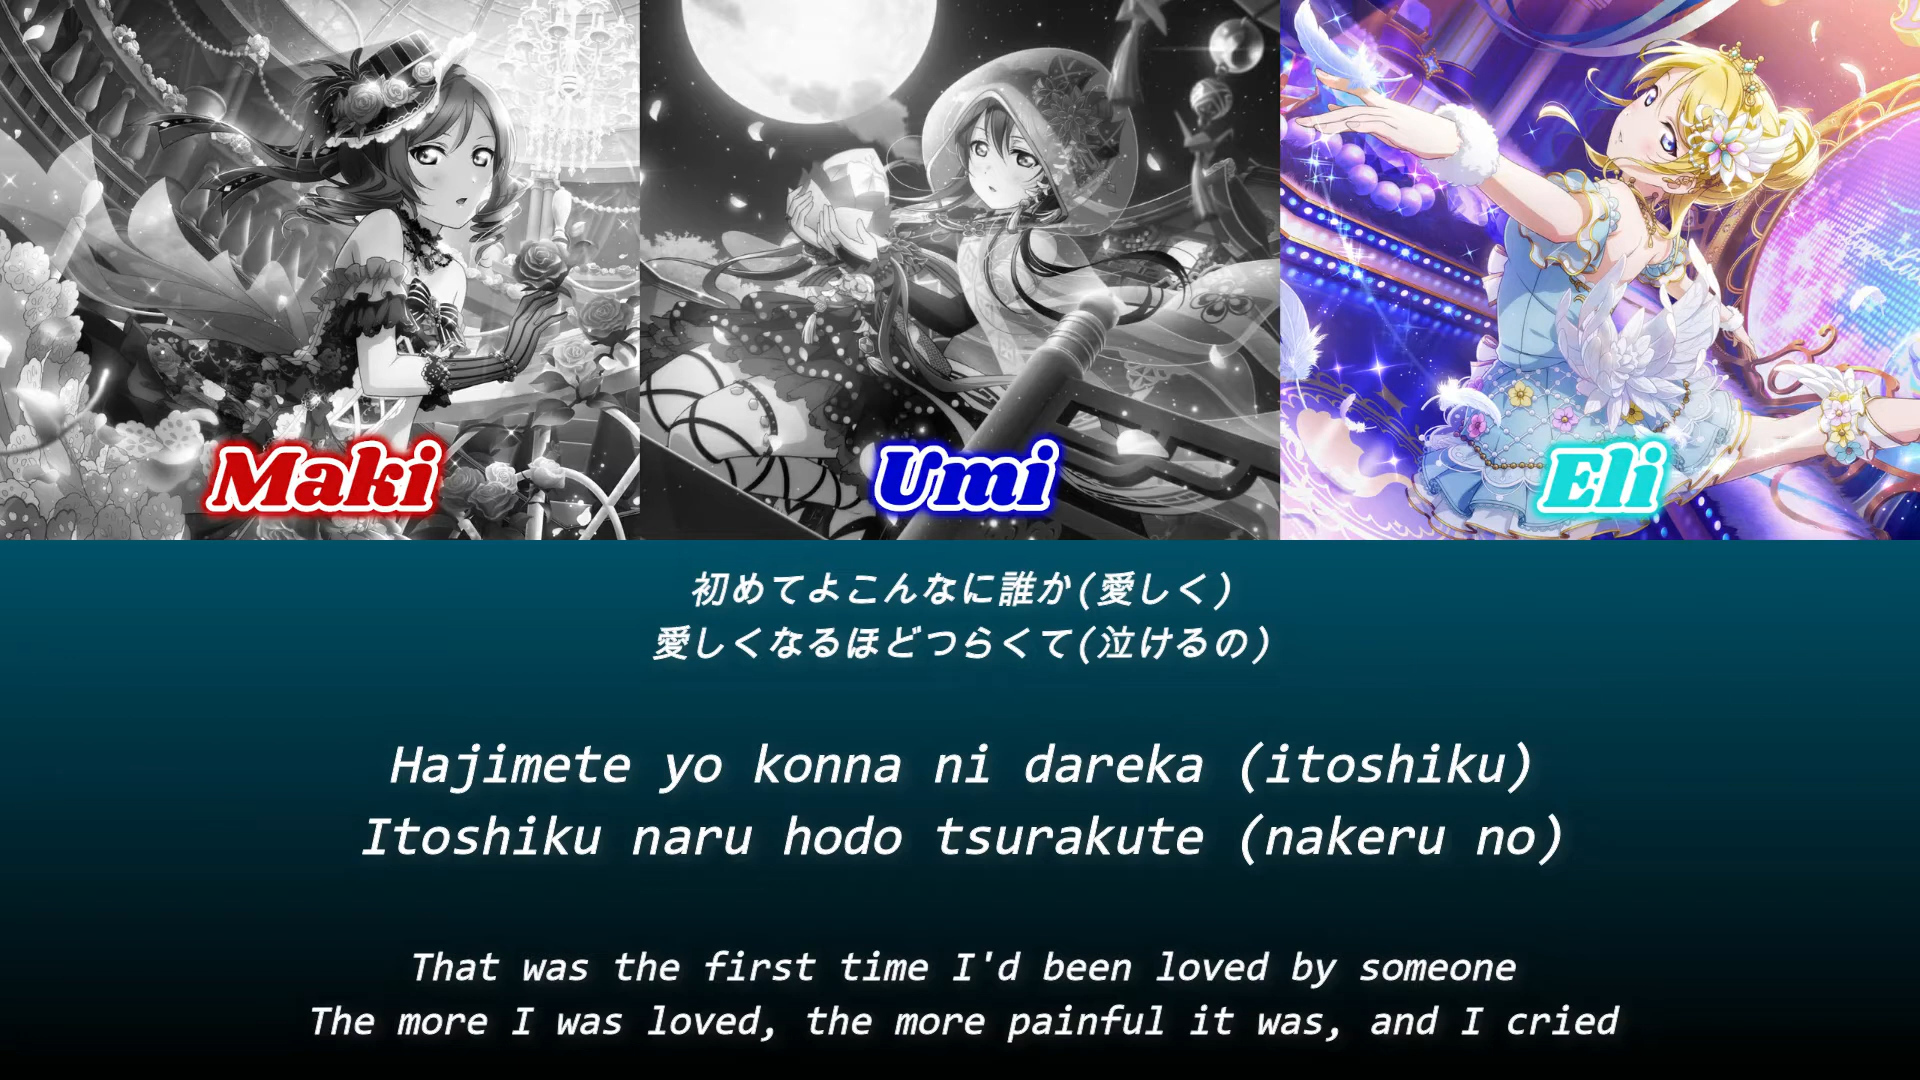 Maki
Umi
Eli
初めてよこんなに誰か(愛しく)
愛しくなるほどつらくて(泣けるの)
Hajimete yo konna ni dareka (itoshiku)
Itoshiku naru hodo tsurakute (nakeru no)
That was the first time I'd been loved by someone
The more I was loved, the more painful it was, and I cried